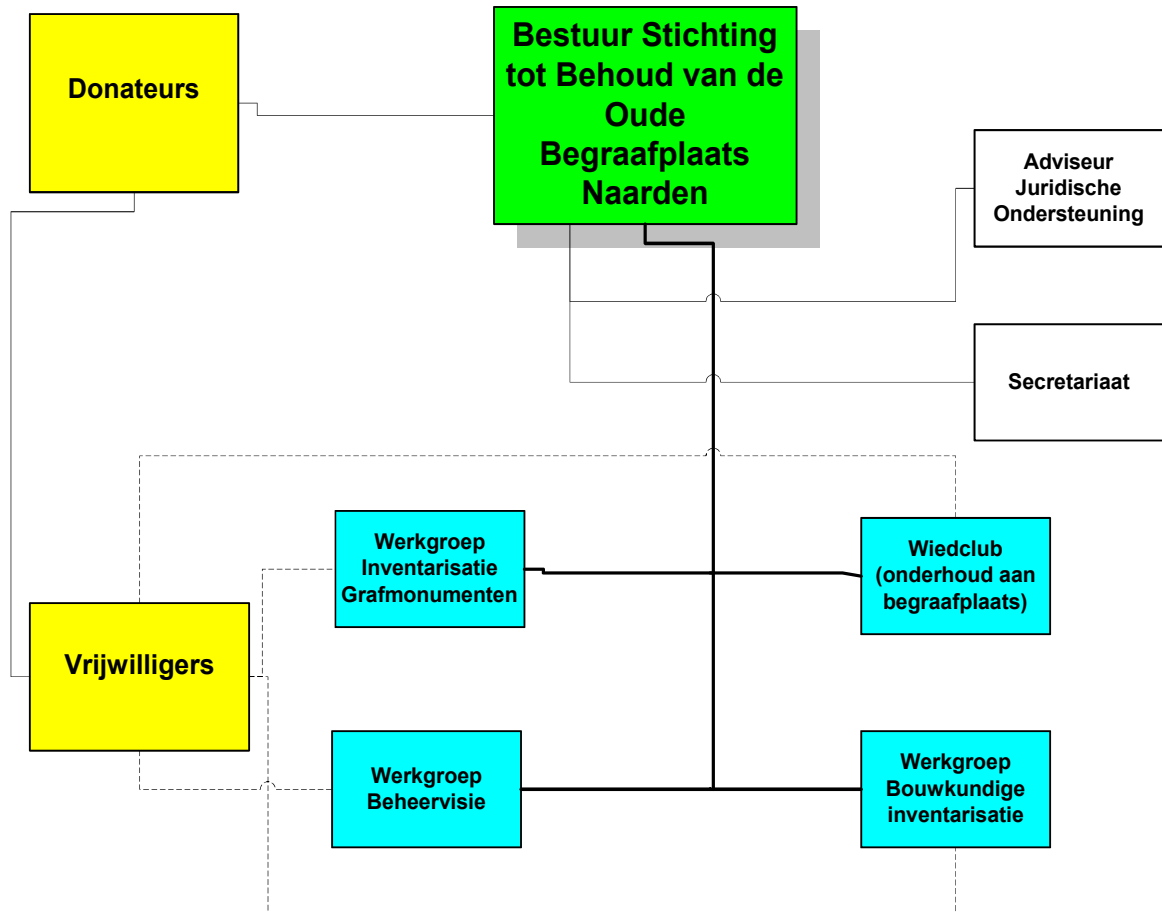 Donateurs
Bestuur Stichting
tot Behoud van de
Oude
Begraafplaats
Naarden
Adviseur
Juridische
Ondersteuning
Secretariaat
Werkgroep
Inventarisatie
Grafmonumenten
Wiedclub
(onderhoud aan
begraafplaats)
Vrijwilligers
Werkgroep
Beheervisie
Werkgroep
Bouwkundige
inventarisatie